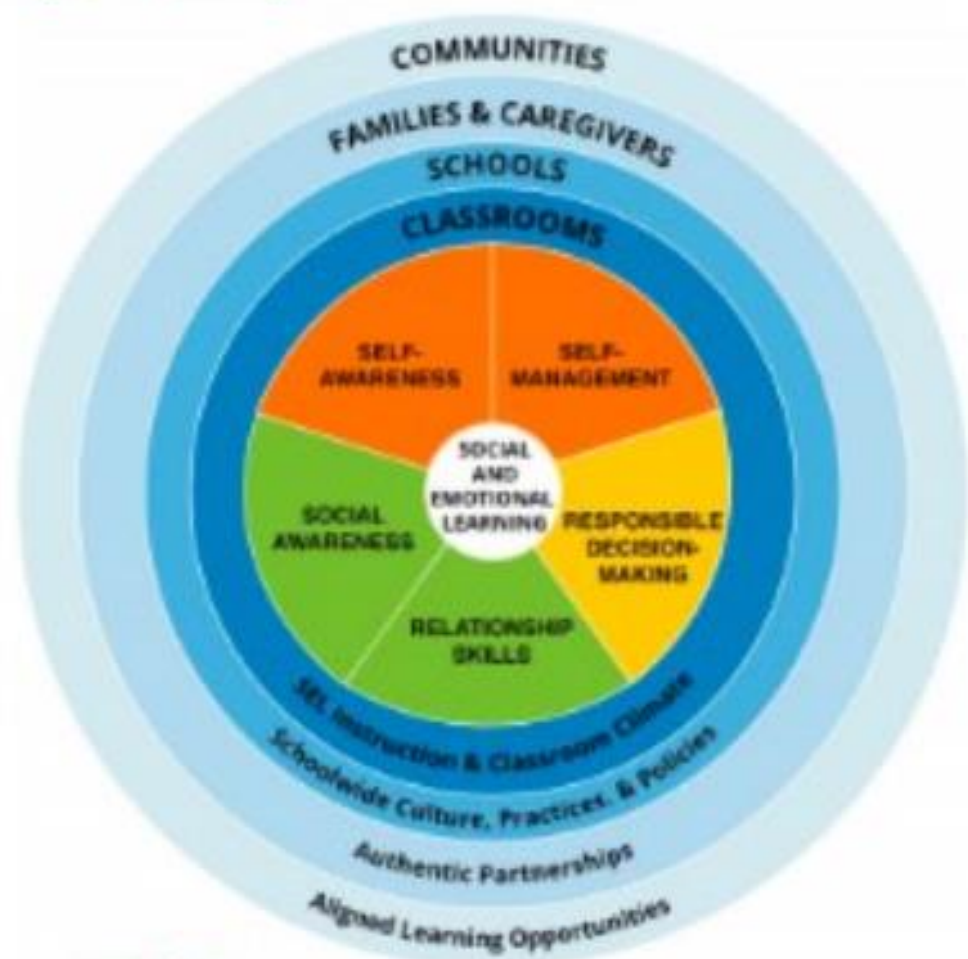 COMMUNITIES
FAMILIES & CAREGIVERS
SCHOOLS
CLASSROOMS
SELF-
AWARENESS
SELF-
MANAGEMENT
SOCIAL
AND
EMOTIONAL
LEARNING
SOCIAL
AWARENESS
RESPONSIBLE
DECISION-
MAKING
RELATIONSHIP
SKILLS
SEL Instruction & Classroom Climate
Schoolwide Culture, Practices, & Policies
Authentic Partnerships
Aligned Learning Opportunities